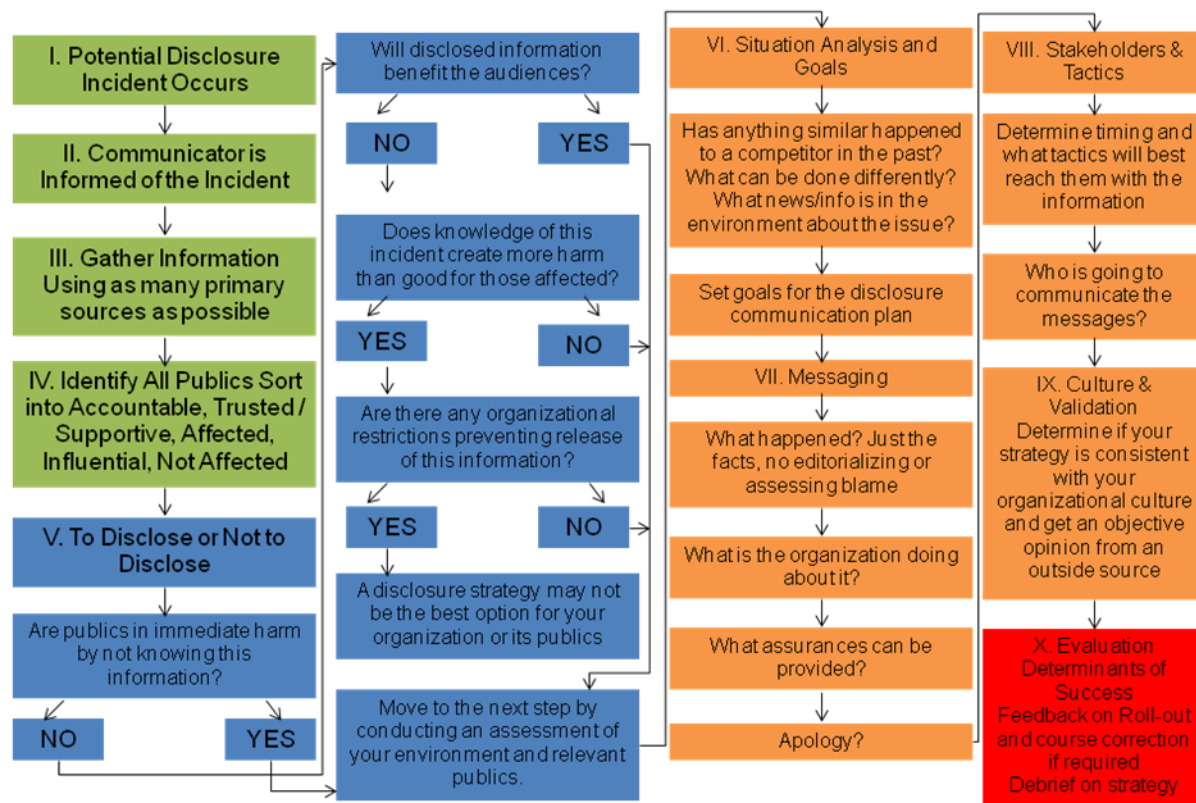 I. Potential Disclosure
Incident Occurs
II. Communicator is
Informed of the Incident
III. Gather Information
Using as many primary
sources as possible
IV. Identify All Publics Sort
into Accountable, Trusted /
Supportive, Affected,
Influential, Not Affected
V. To Disclose or Not to
Disclose
Are publics in immediate harm
by not knowing this
information?
NO
YES
Will disclosed information
benefit the audiences?
NO
YES
Does knowledge of this
incident create more harm
than good for those affected?
YES
NO
Are there any organizational
restrictions preventing release
of this information?
YES
NO
A disclosure strategy may not
be the best option for your
organization or its publics
Move to the next step by
conducting an assessment of
your environment and relevant
publics.
VI. Situation Analysis and
Goals
Has anything similar happened
to a competitor in the past?
What can be done differently?
What news/info is in the
environment about the issue?
Set goals for the disclosure
communication plan
VII. Messaging
What happened? Just the
facts, no editorializing or
assessing blame
What is the organization doing
about it?
What assurances can be
provided?
Apology?
VIII. Stakeholders &
Tactics
Determine timing and
what tactics will best
reach them with the
information
Who is going to
communicate the
messages?
IX. Culture &
Validation
Determine if your
strategy is consistent
with your
organizational culture
and get an objective
opinion from an
outside source
X. Evaluation
Determinants of
Success
Feedback on Roll-out
and course correction
if required
Debrief on strategy